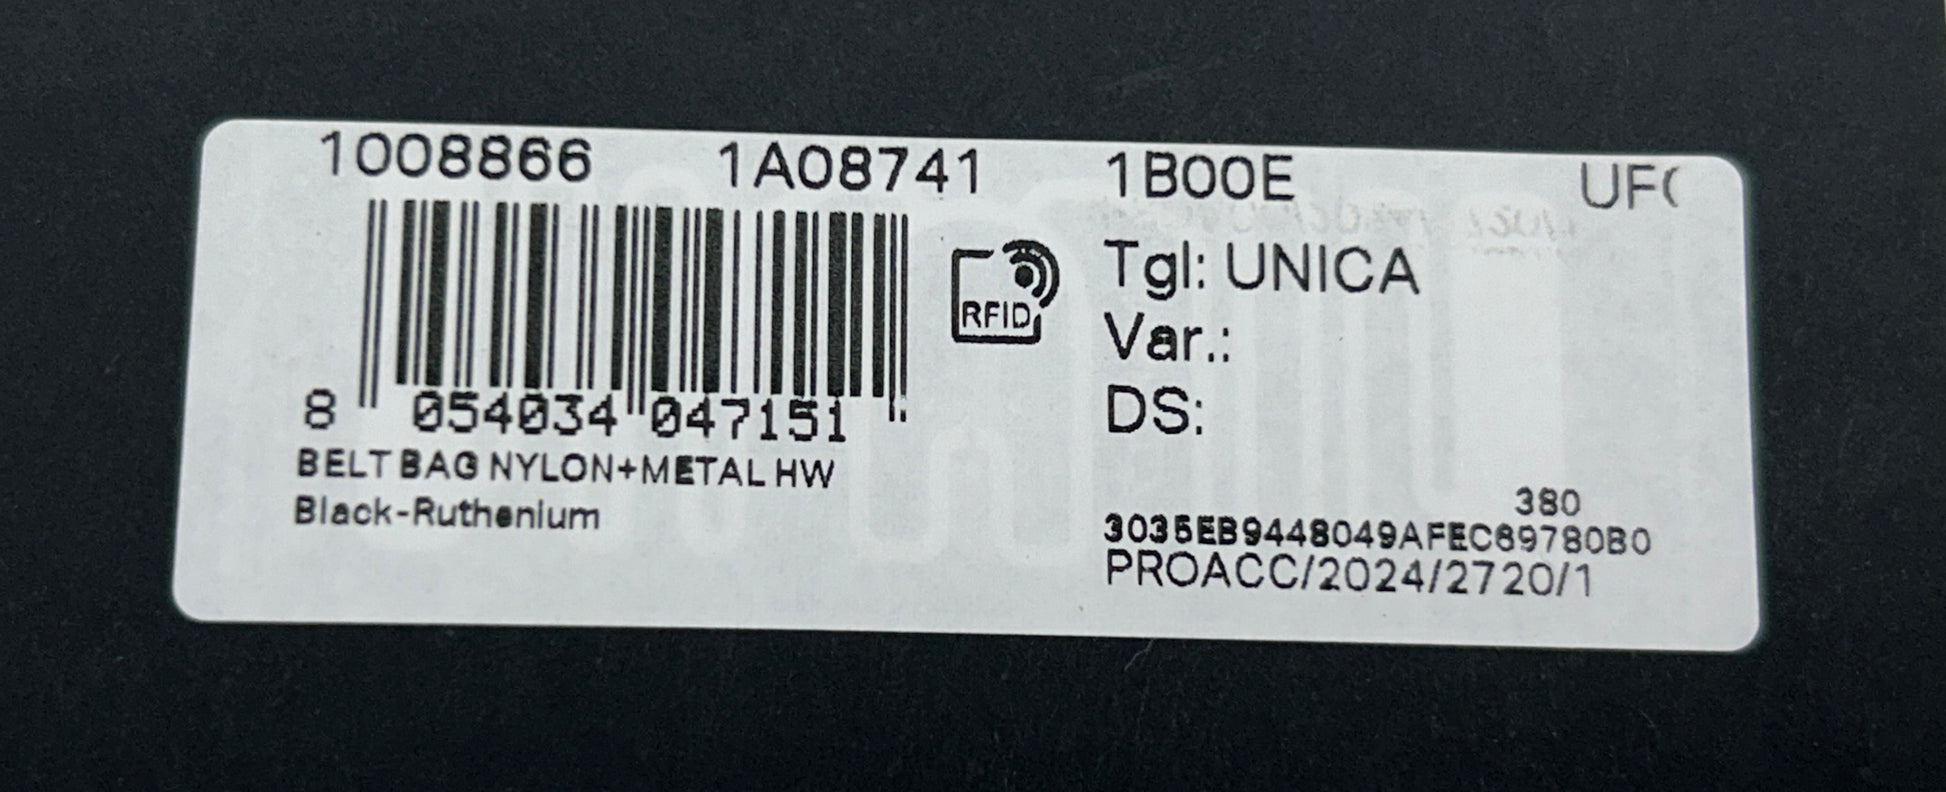 1008866 1A08741 1B00E UF(
RFID
Tgl: UNICA
Var.:
DS:
8 054034 047151
BELT BAG NYLON+METAL HW
Black-Ruthenium
380
3035EB9448049AFEC69780B0
PROACC/2024/2720/1